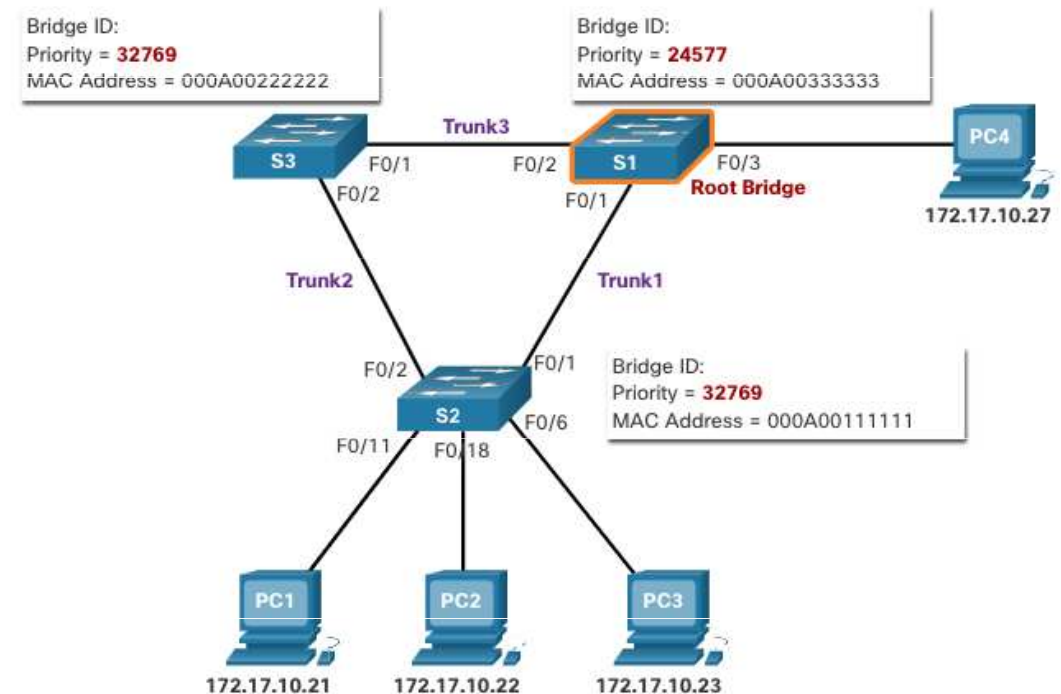 Bridge ID:
Priority = 32769
MAC Address = 000A00222222
Bridge ID:
Priority = 24577
MAC Address = 000A00333333
Trunk3
S3
F0/1
F0/2
F0/2
S1
F0/1
F0/3
Root Bridge
PC4
172.17.10.27
Trunk2
Trunk1
F0/2
F0/1
S2
F0/11
F0/18
F0/6
Bridge ID:
Priority = 32769
MAC Address = 000A00111111
PC1
PC2
PC3
172.17.10.21
172.17.10.22
172.17.10.23